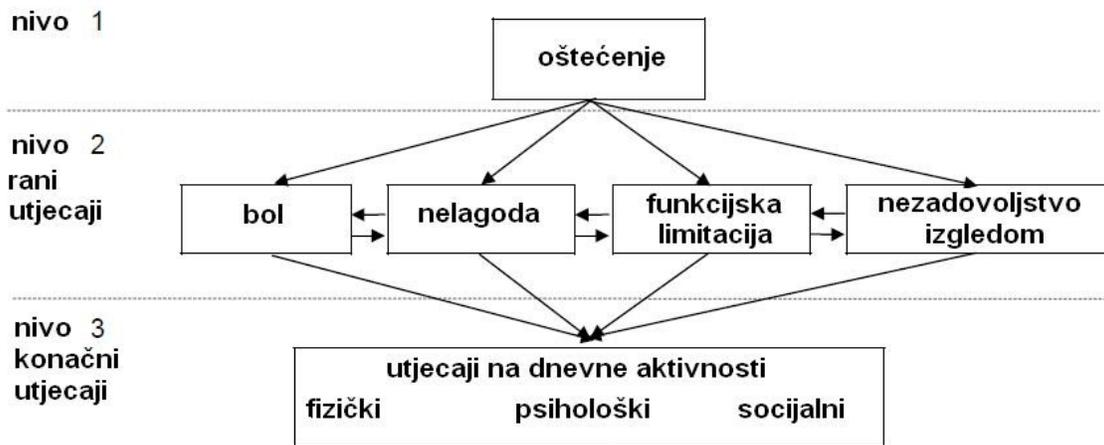 nivo 1
oštećenje
nivo 2
rani
utjecaji
bol
nelagoda
funkcijska
limitacija
nezadovoljstvo
izgledom
nivo 3
konačni
utjecaji
utjecaji na dnevne aktivnosti
fizički psihološki socijalni